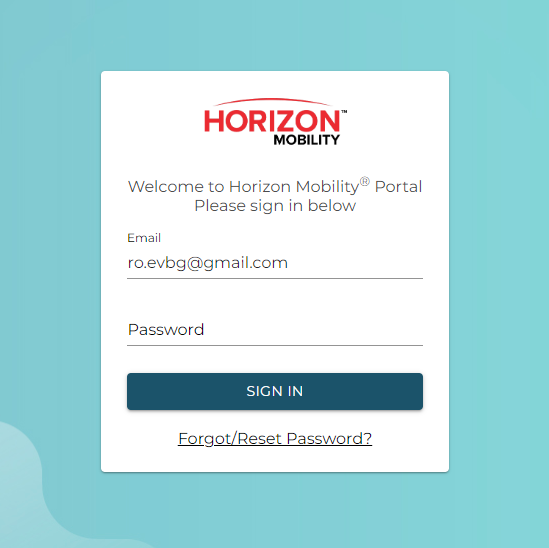 HORIZON™
MOBILITY
Welcome to Horizon Mobility® Portal
Please sign in below
Email
ro.evbg@gmail.com
Password
SIGN IN
Forgot/Reset Password?